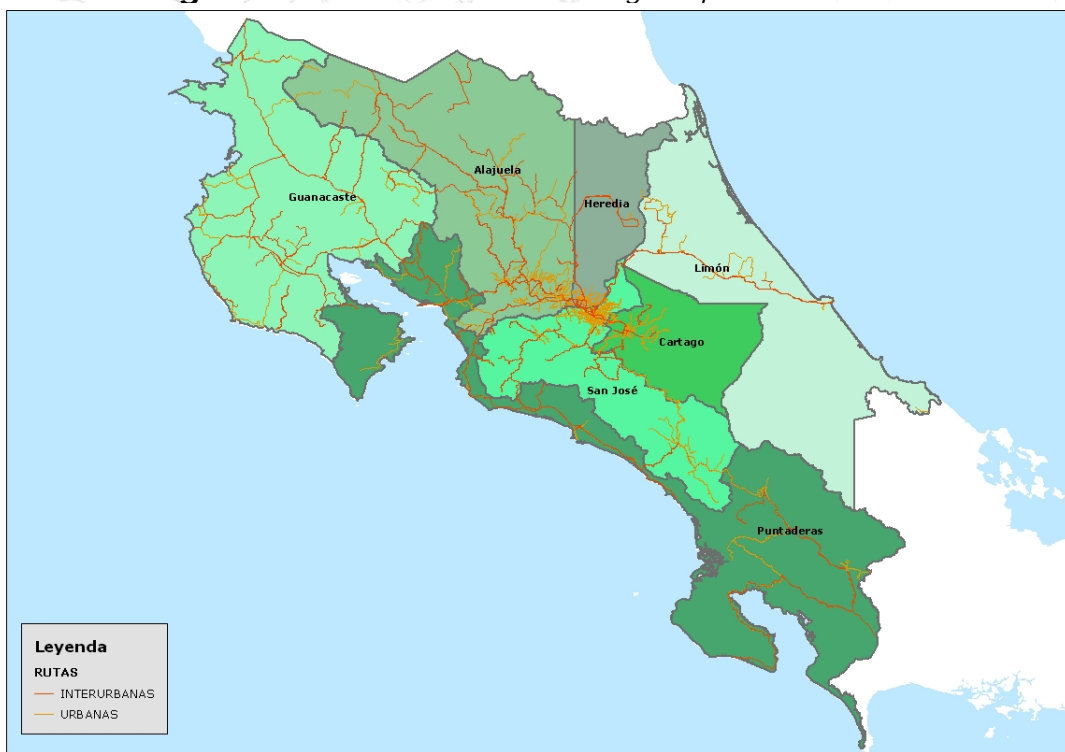 Alajuela
Guanacaste
Heredia
Limón
Cartago
San José
Puntaderas
Leyenda
RUTAS
INTERURBANAS
URBANAS